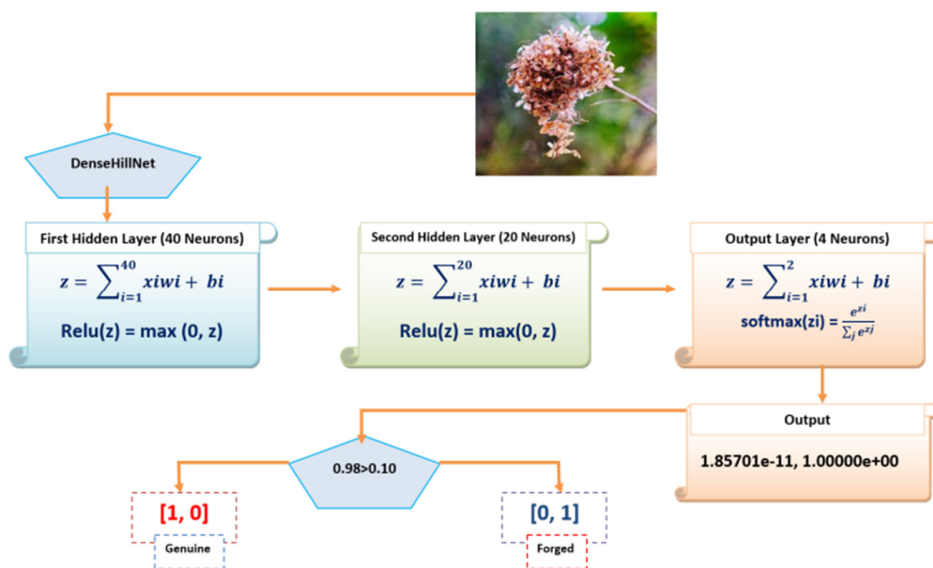 DenseHillNet
First Hidden Layer (40 Neurons)
z = ∑_{i=1}^{40} xiwi + bi
Relu(z) = max (0, z)
Second Hidden Layer (20 Neurons)
z = ∑_{i=1}^{20} xiwi + bi
Relu(z) = max(0, z)
Output Layer (4 Neurons)
z = ∑_{i=1}^{2} xiwi + bi
softmax(zi) = e^{zi} / ∑_j e^{zj}
Output
1.85701e-11, 1.00000e+00
0.98>0.10
[1, 0]
Genuine
[0, 1]
Forged